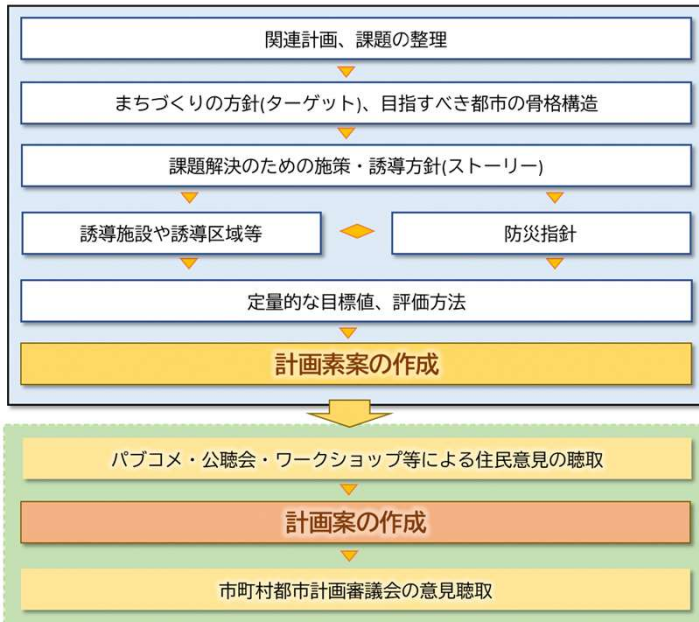 関連計画、課題の整理
まちづくりの方針(ターゲット)、目指すべき都市の骨格構造
課題解決のための施策・誘導方針(ストーリー)
誘導施設や誘導区域等
防災指針
定量的な目標値、評価方法
計画素案の作成
パブコメ・公聴会・ワークショップ等による住民意見の聴取
計画案の作成
市町村都市計画審議会の意見聴取